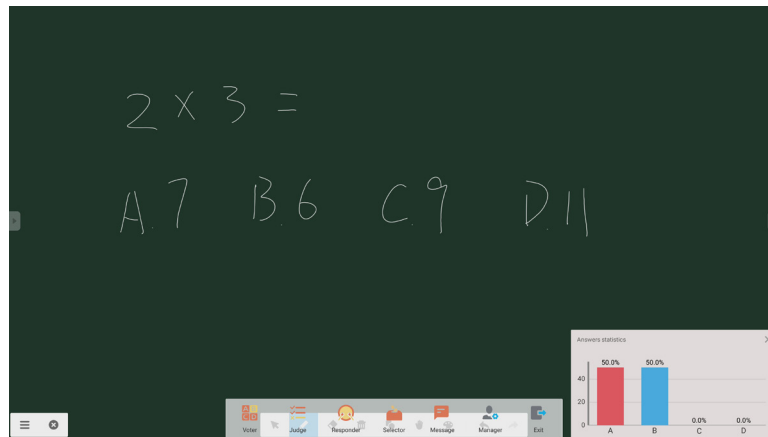 2 × 3 =
A.7 B.6 C.9 D.11
Answers statistics
50.0% 50.0%
40
20
0.0% 0.0%
0
A B C D
Voter Judge Responder Selector Message Manager Exit